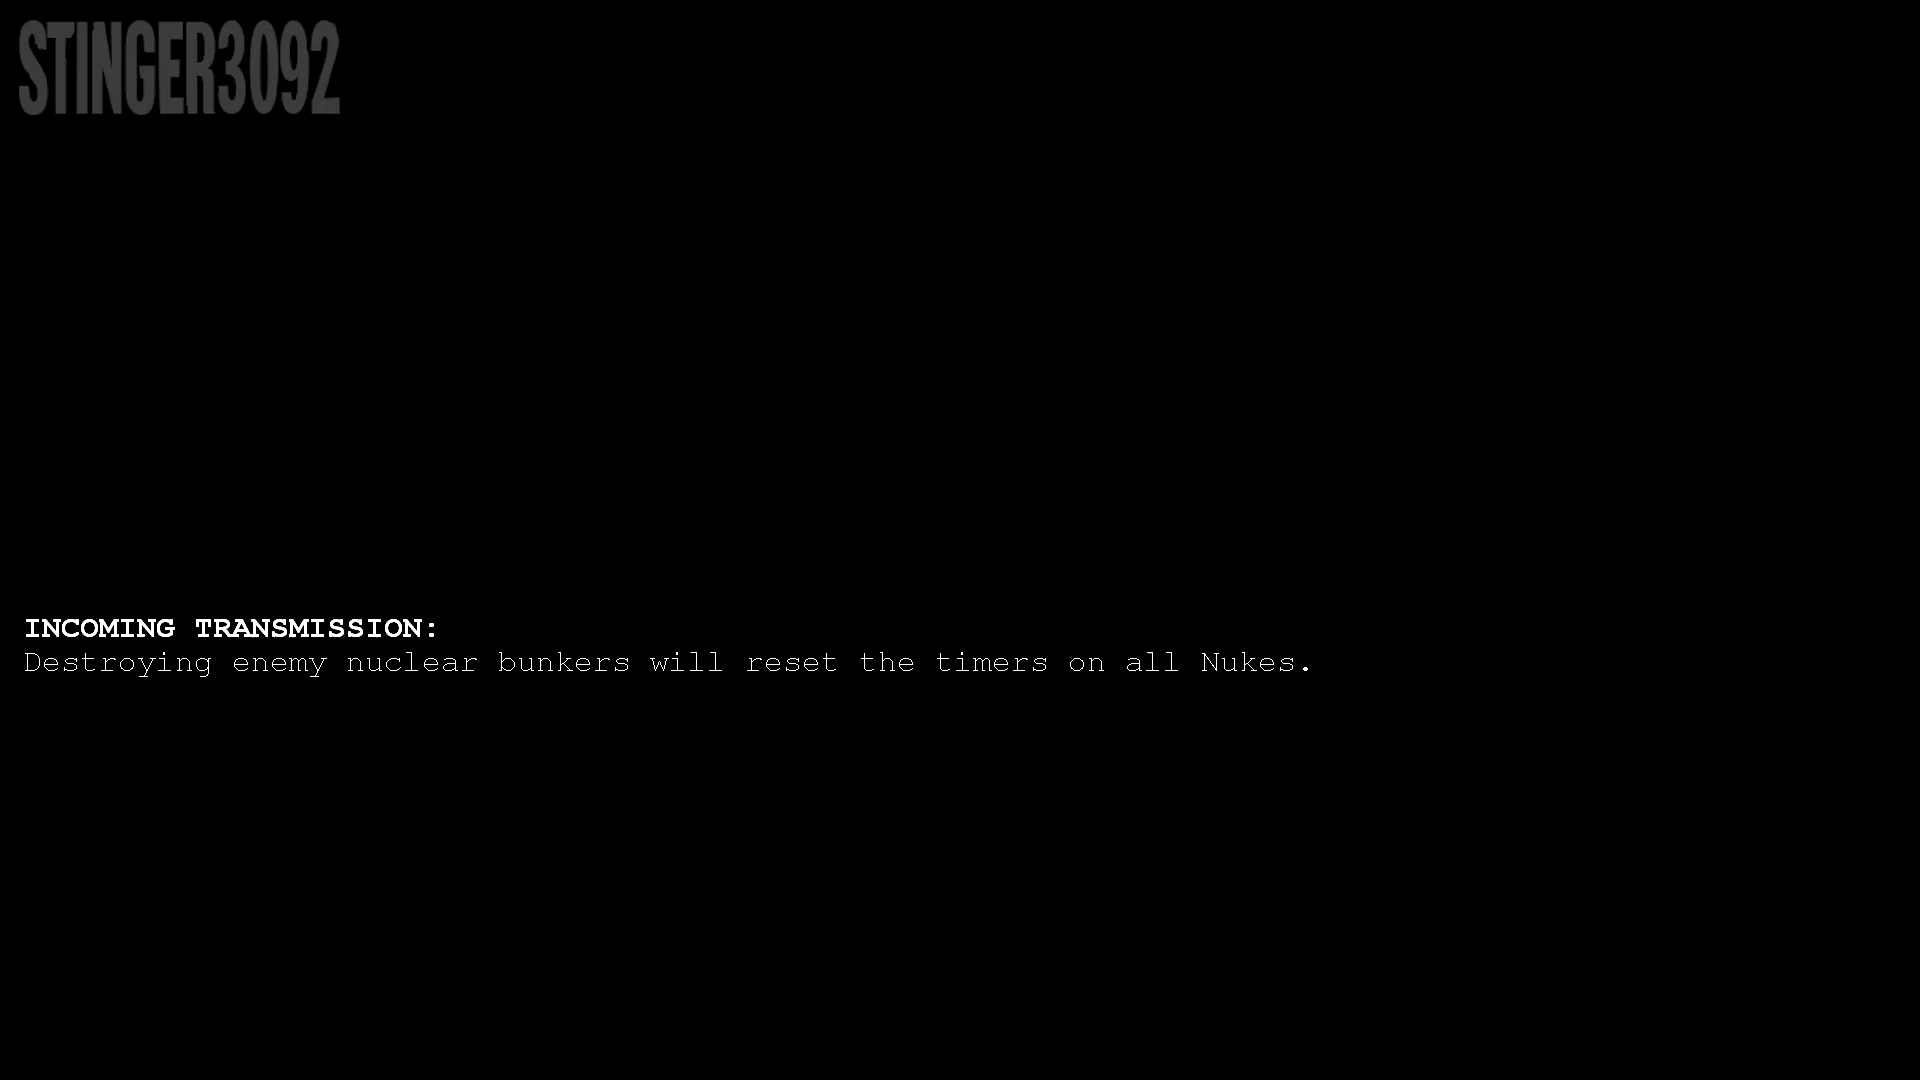 STINGER3092
INCOMING TRANSMISSION:
Destroying enemy nuclear bunkers will reset the timers on all Nukes.